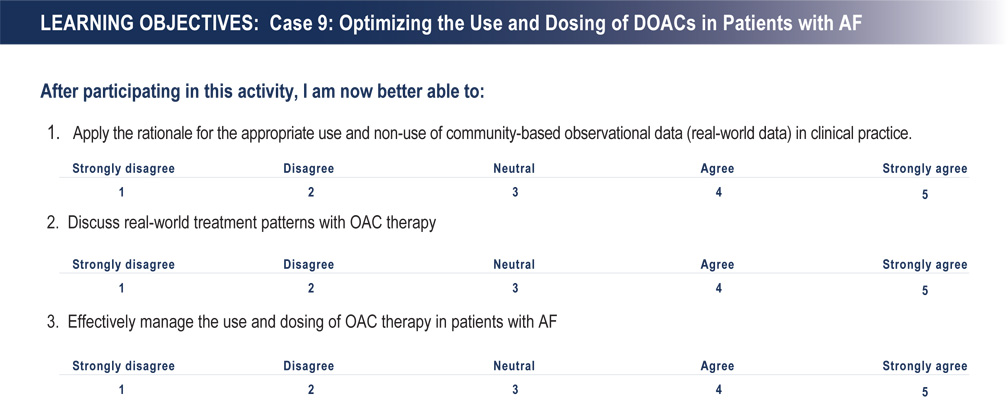 LEARNING OBJECTIVES: Case 9: Optimizing the Use and Dosing of DOACs in Patients with AF
After participating in this activity, I am now better able to:
1. Apply the rationale for the appropriate use and non-use of community-based observational data (real-world data) in clinical practice.
Strongly disagree Disagree Neutral Agree Strongly agree
1 2 3 4 5
2. Discuss real-world treatment patterns with OAC therapy
Strongly disagree Disagree Neutral Agree Strongly agree
1 2 3 4 5
3. Effectively manage the use and dosing of OAC therapy in patients with AF
Strongly disagree Disagree Neutral Agree Strongly agree
1 2 3 4 5